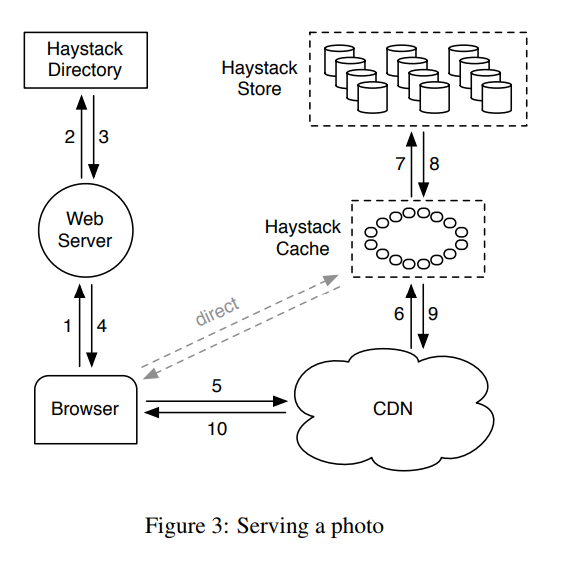 Haystack
Directory
Haystack
Store
2
3
7
8
Web
Server
Haystack
Cache
direct
1
4
6
9
Browser
5
10
CDN
Figure 3: Serving a photo